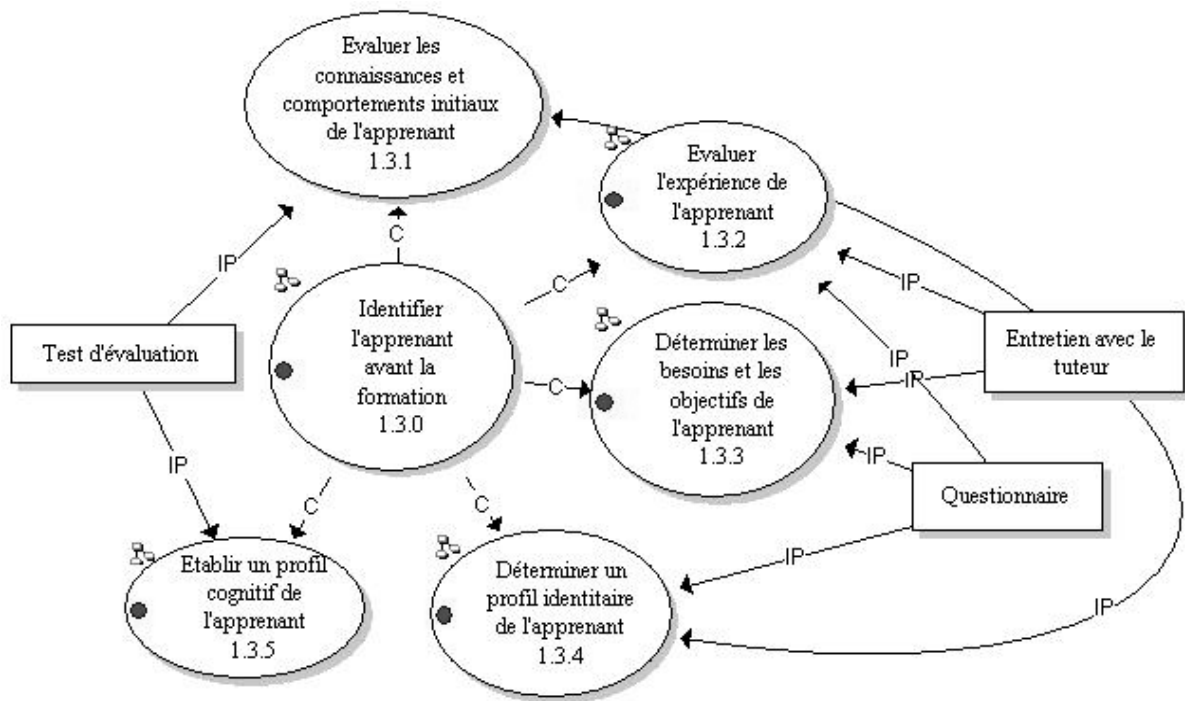 Evaluer les
connaissances et
comportements initiaux
de l'apprenant
1.3.1
Evaluer
l'expérience de
l'apprenant
1.3.2
C
IP
C
Identifier
l'apprenant
avant la
formation
1.3.0
Test d'évaluation
IP
Entretien avec le
tuteur
Déterminer les
besoins et les
objectifs de
l'apprenant
1.3.3
IP
IP
C
IP
IP
Questionnaire
IP
C
C
Etablir un profil
cognitif de
l'apprenant
1.3.5
Déterminer un
profil identitaire
de l'apprenant
1.3.4
IP
IP